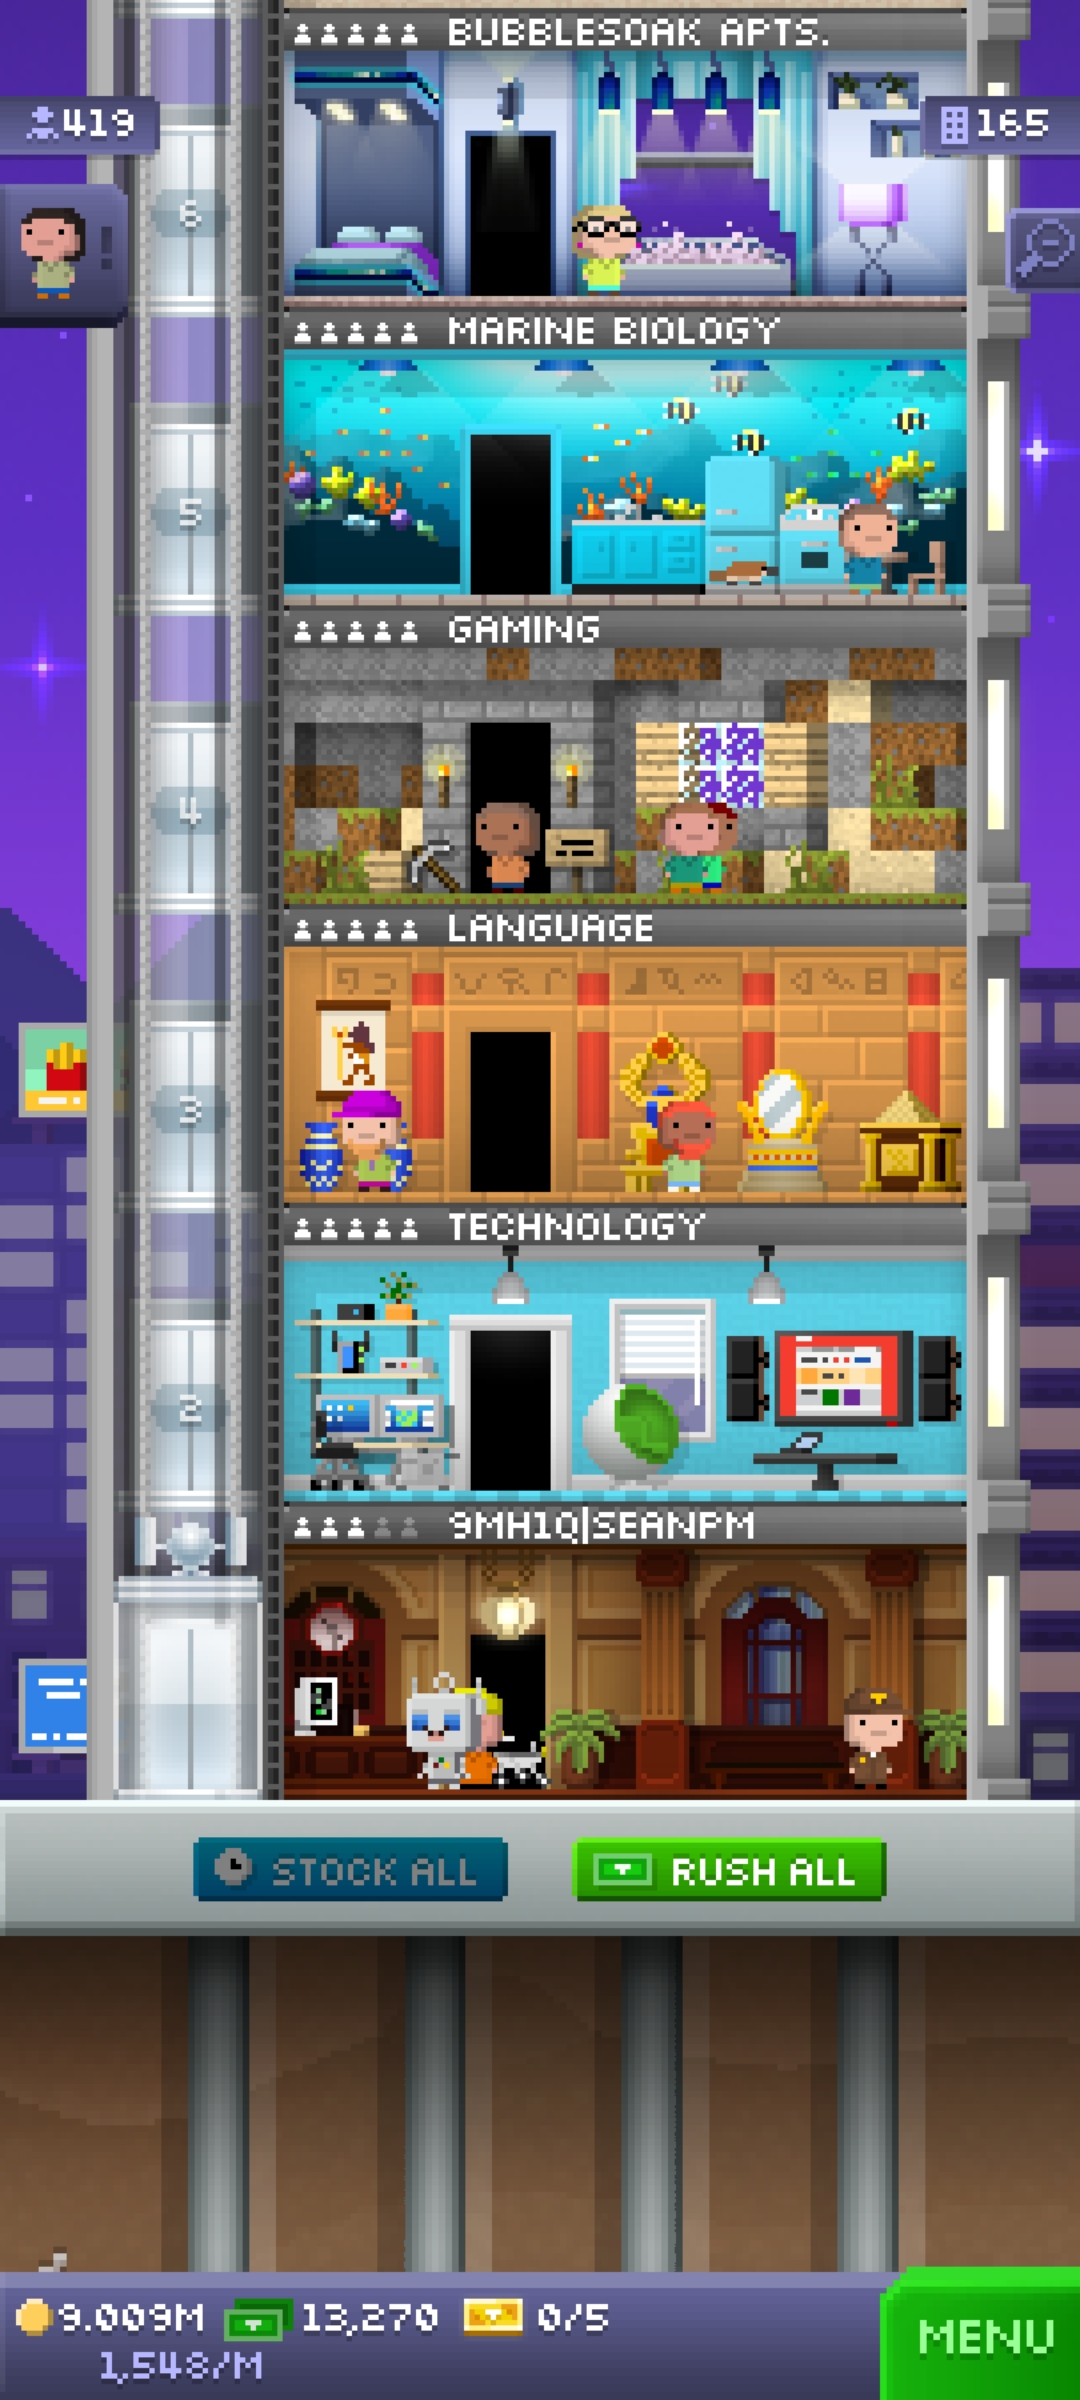 BUBBLESOAK APTS.
419
165
6
MARINE BIOLOGY
5
GAMING
4
LANGUAGE
3
TECHNOLOGY
2
9MH1Q|SEANPM
STOCK ALL
RUSH ALL
9.009M
13,270
0/5
1,548/M
MENU